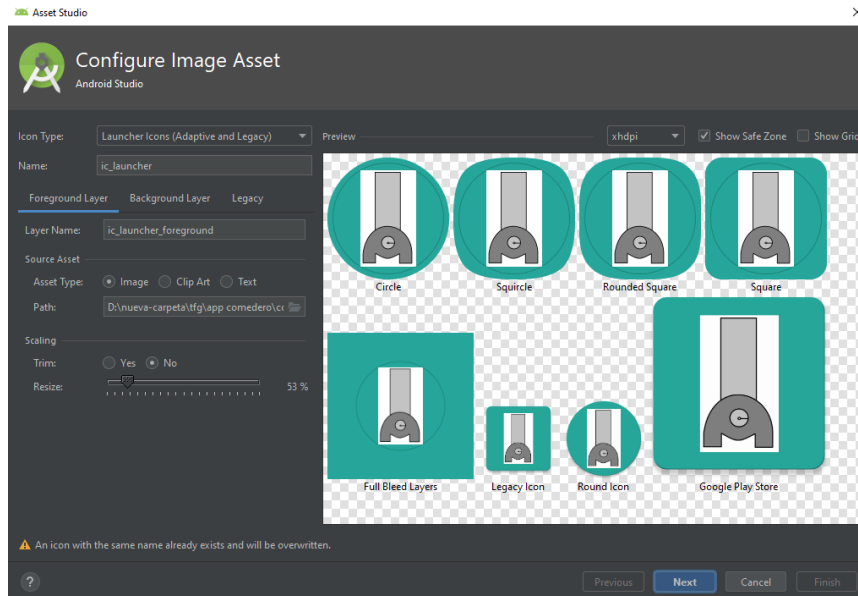 Asset Studio
Configure Image Asset
Android Studio
Icon Type: Launcher Icons (Adaptive and Legacy)
Name: ic_launcher
Foreground Layer Background Layer Legacy
Layer Name: ic_launcher_foreground
Source Asset
Asset Type: Image Clip Art Text
Path: D:\nueva-carpeta\tfg\app comedero\
Scaling
Trim: Yes No
Resize: 53 %
Preview xhdpi Show Safe Zone Show Grid
Circle Squircle Rounded Square Square
Full Bleed Layers Legacy Icon Round Icon Google Play Store
An icon with the same name already exists and will be overwritten.
? Previous Next Cancel Finish